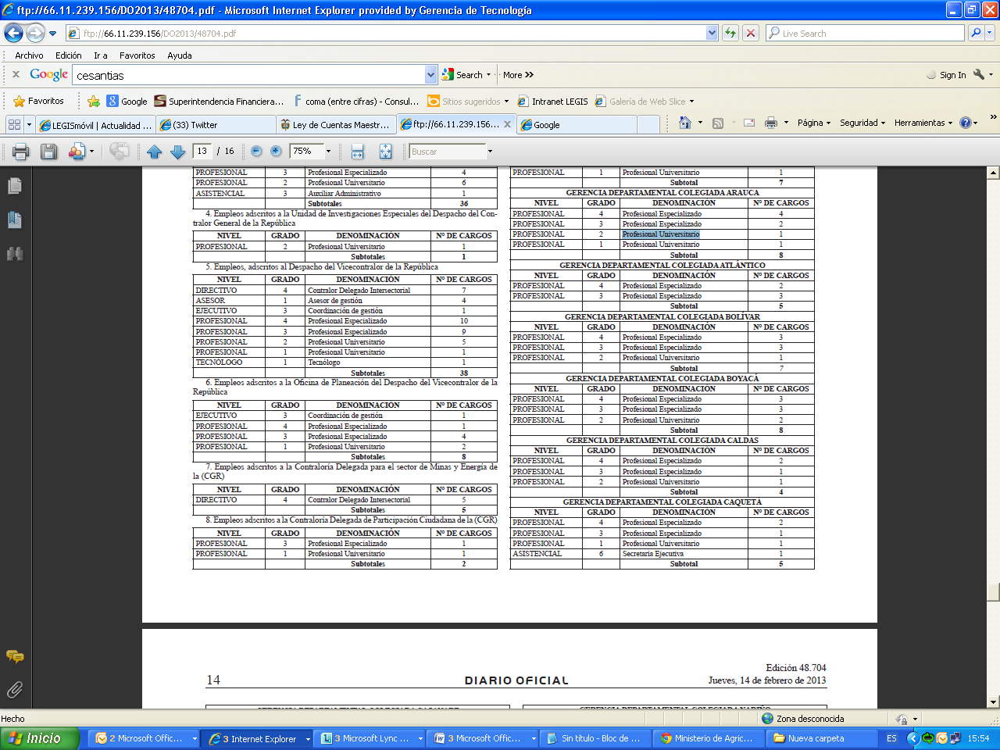 ftp://66.11.239.156/DO2013/48704.pdf - Microsoft Internet Explorer provided by Gerencia de Tecnología
ftp://66.11.239.156/DO2013/48704.pdf
Live Search
Archivo Edición Ir a Favoritos Ayuda
x Google cesantias Search More » Sign In
Favoritos Google Superintendencia Financiera... coma (entre cifras) - Consul... Sitios sugeridos Intranet LEGIS Galería de Web Slice
LEGISmóvil | Actualidad ... (33) Twitter Ley de Cuentas Maestr... ftp://66.11.239.156... Google Página Seguridad Herramientas »
13 / 16 75% Buscar
PROFESIONAL 3 Profesional Especializado 4
PROFESIONAL 2 Profesional Universitario 6
ASISTENCIAL 3 Auxiliar Administrativo 1
Subtotales 36
4. Empleos adscritos a la Unidad de Investigaciones Especiales del Despacho del Con-
tralor General de la República
NIVEL GRADO DENOMINACIÓN Nº DE CARGOS
PROFESIONAL 2 Profesional Universitario 1
Subtotales 1
5. Empleos, adscritos al Despacho del Vicecontralor de la República
NIVEL GRADO DENOMINACIÓN Nº DE CARGOS
DIRECTIVO 4 Contralor Delegado Intersectorial 7
ASESOR 1 Asesor de gestión 4
EJECUTIVO 3 Coordinación de gestión 1
PROFESIONAL 4 Profesional Especializado 10
PROFESIONAL 3 Profesional Especializado 9
PROFESIONAL 2 Profesional Universitario 5
PROFESIONAL 1 Profesional Universitario 1
TECNÓLOGO 1 Tecnólogo 1
Subtotales 38
6. Empleos adscritos a la Oficina de Planeación del Despacho del Vicecontralor de la
República
NIVEL GRADO DENOMINACIÓN Nº DE CARGOS
EJECUTIVO 3 Coordinación de gestión 1
PROFESIONAL 4 Profesional Especializado 1
PROFESIONAL 3 Profesional Especializado 4
PROFESIONAL 1 Profesional Universitario 2
Subtotales 8
7. Empleos adscritos a la Contraloría Delegada para el sector de Minas y Energía de
la (CGR)
NIVEL GRADO DENOMINACIÓN Nº DE CARGOS
DIRECTIVO 4 Contralor Delegado Intersectorial 5
Subtotales 5
8. Empleos adscritos a la Contraloría Delegada de Participación Ciudadana de la (CGR)
NIVEL GRADO DENOMINACIÓN Nº DE CARGOS
PROFESIONAL 3 Profesional Especializado 1
PROFESIONAL 1 Profesional Universitario 1
Subtotales 2
PROFESIONAL 1 Profesional Universitario 1
Subtotal 7
GERENCIA DEPARTAMENTAL COLEGIADA ARAUCA
NIVEL GRADO DENOMINACIÓN Nº DE CARGOS
PROFESIONAL 4 Profesional Especializado 4
PROFESIONAL 3 Profesional Especializado 2
PROFESIONAL 2 Profesional Universitario 1
PROFESIONAL 1 Profesional Universitario 1
Subtotal 8
GERENCIA DEPARTAMENTAL COLEGIADA ATLÁNTICO
NIVEL GRADO DENOMINACIÓN Nº DE CARGOS
PROFESIONAL 4 Profesional Especializado 2
PROFESIONAL 3 Profesional Especializado 3
Subtotal 5
GERENCIA DEPARTAMENTAL COLEGIADA BOLÍVAR
NIVEL GRADO DENOMINACIÓN Nº DE CARGOS
PROFESIONAL 4 Profesional Especializado 3
PROFESIONAL 3 Profesional Especializado 3
PROFESIONAL 2 Profesional Universitario 1
Subtotal 7
GERENCIA DEPARTAMENTAL COLEGIADA BOYACÁ
NIVEL GRADO DENOMINACIÓN Nº DE CARGOS
PROFESIONAL 4 Profesional Especializado 3
PROFESIONAL 3 Profesional Especializado 3
PROFESIONAL 2 Profesional Universitario 2
Subtotal 8
GERENCIA DEPARTAMENTAL COLEGIADA CALDAS
NIVEL GRADO DENOMINACIÓN Nº DE CARGOS
PROFESIONAL 4 Profesional Especializado 2
PROFESIONAL 3 Profesional Especializado 1
PROFESIONAL 2 Profesional Universitario 1
Subtotal 4
GERENCIA DEPARTAMENTAL COLEGIADA CAQUETÁ
NIVEL GRADO DENOMINACIÓN Nº DE CARGOS
PROFESIONAL 4 Profesional Especializado 2
PROFESIONAL 3 Profesional Especializado 1
PROFESIONAL 1 Profesional Universitario 1
ASISTENCIAL 6 Secretaria Ejecutiva 1
Subtotal 5
Edición 48.704
14 DIARIO OFICIAL Jueves, 14 de febrero de 2013
Hecho Zona desconocida
Inicio 2 Microsoft Offic... 3 Internet Explorer 3 Microsoft Lync ... 3 Microsoft Offic... Sin título - Bloc de ... Ministerio de Agric... Nueva carpeta ES 15:54